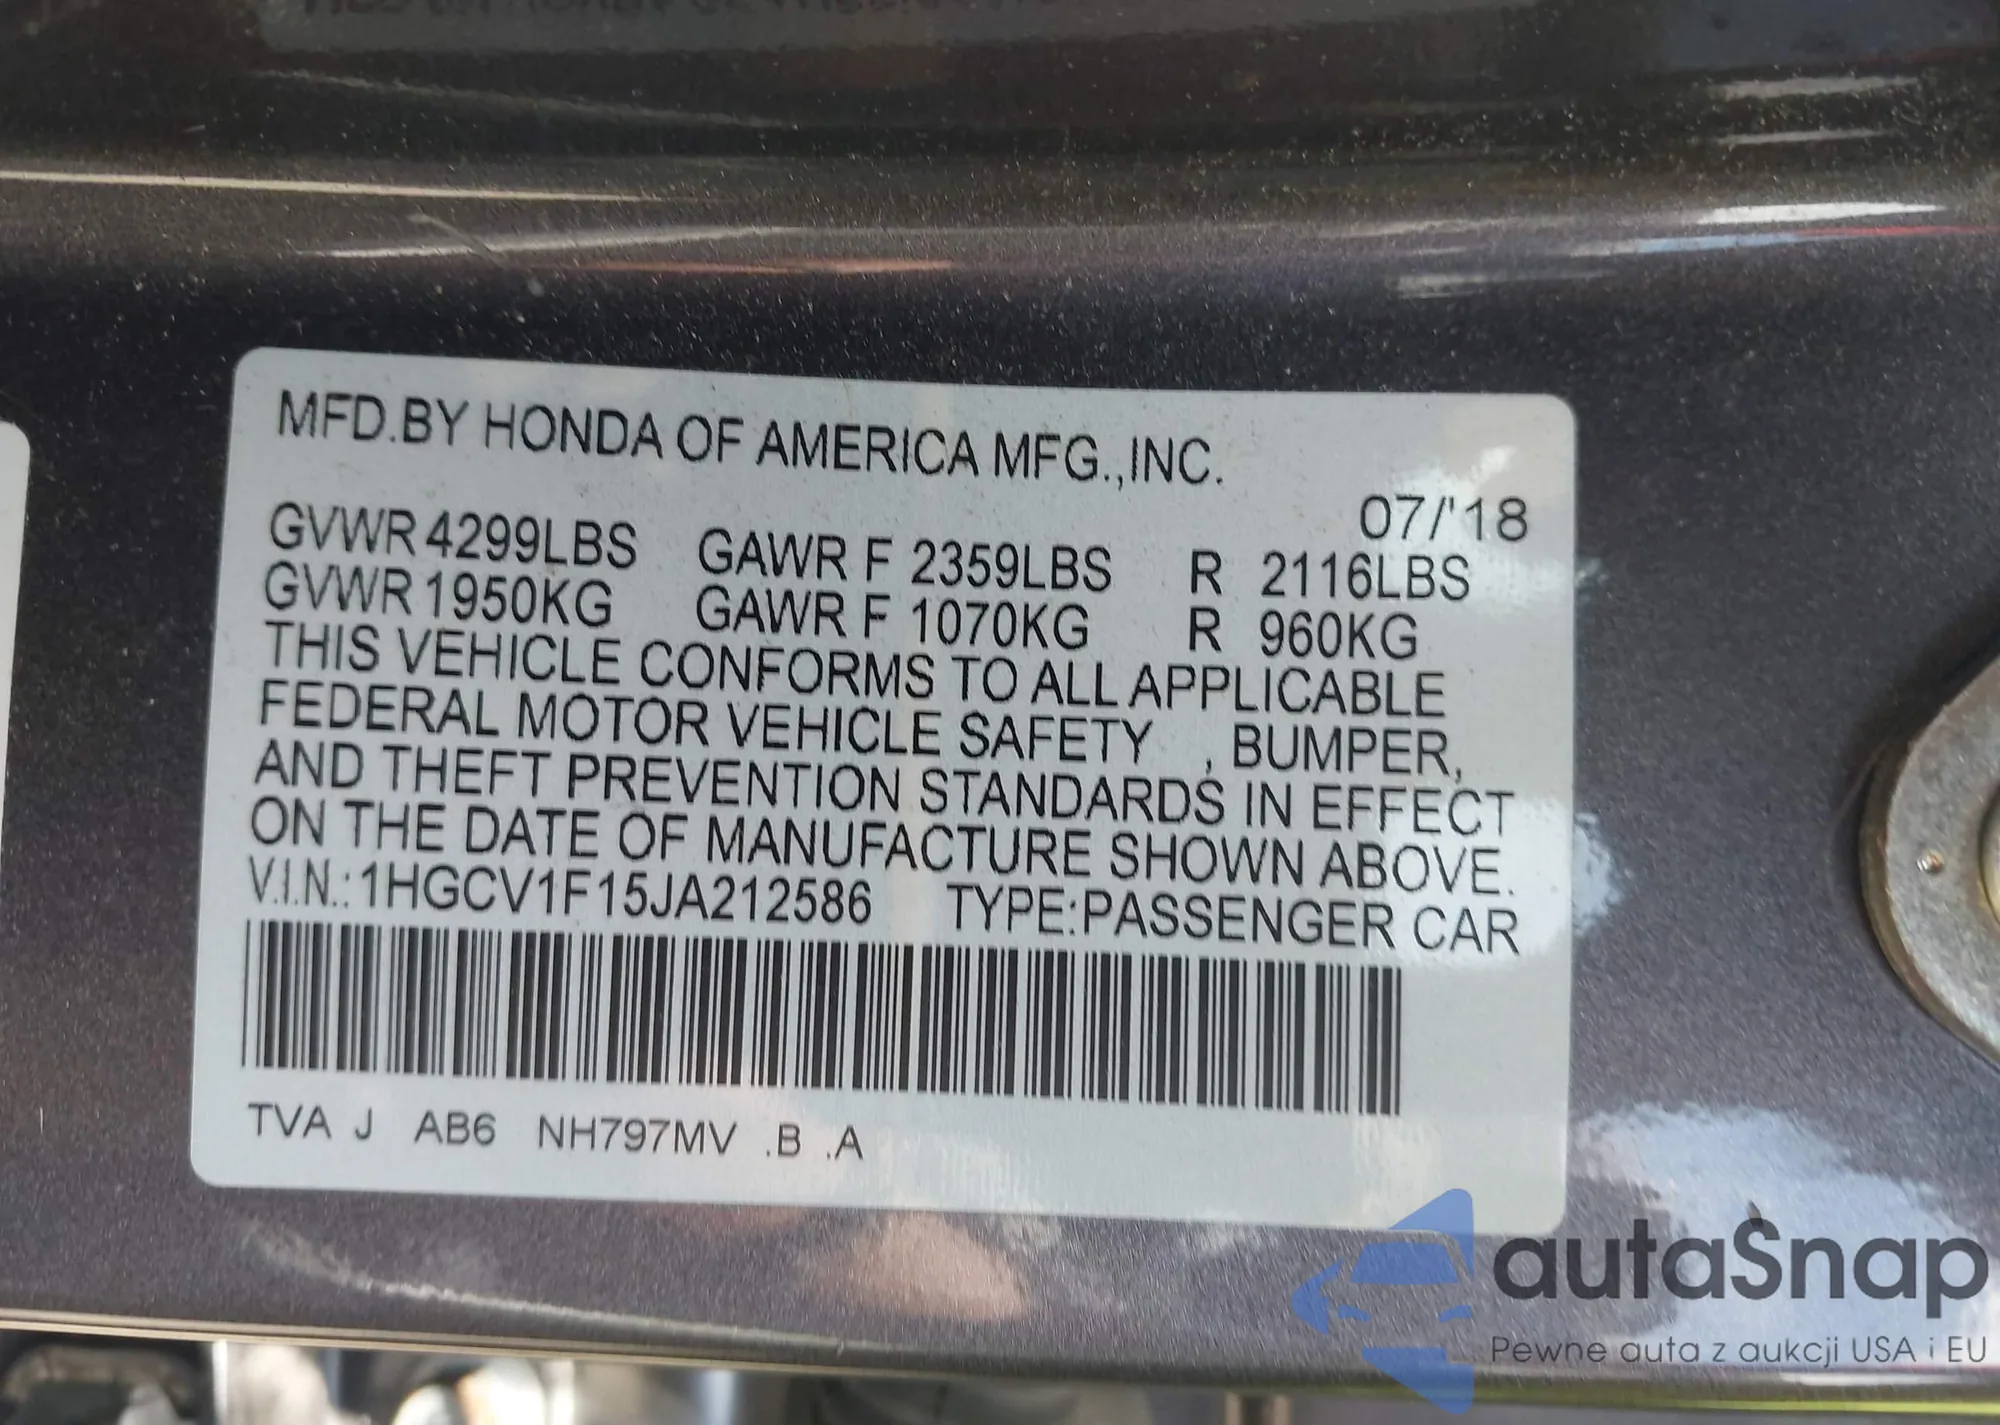 MFD.BY HONDA OF AMERICA MFG.,INC.
07/'18
GVWR 4299LBS GAWR F 2359LBS R 2116LBS
GVWR 1950KG GAWR F 1070KG R 960KG
THIS VEHICLE CONFORMS TO ALL APPLICABLE
FEDERAL MOTOR VEHICLE SAFETY , BUMPER,
AND THEFT PREVENTION STANDARDS IN EFFECT
ON THE DATE OF MANUFACTURE SHOWN ABOVE.
V.I.N.:1HGCV1F15JA212586 TYPE:PASSENGER CAR
TVA J AB6 NH797MV .B .A
autaSnap
Pewne auta z aukcji USA i EU